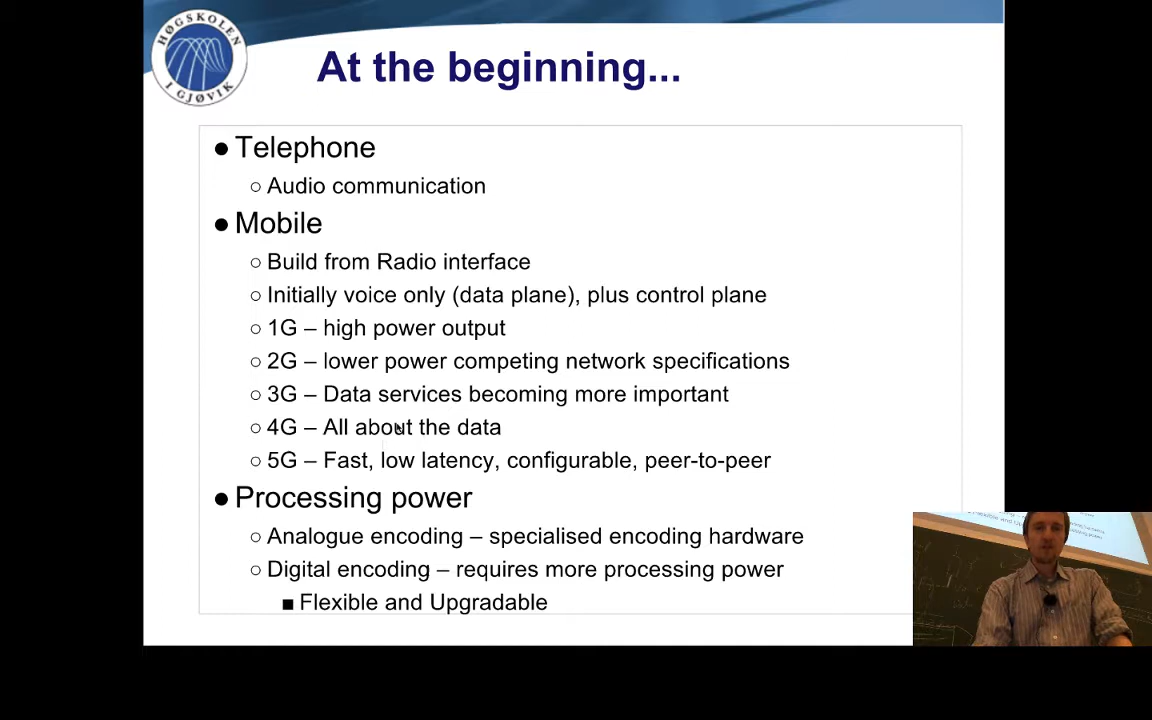 HØGSKOLEN
I GJØVIK
At the beginning...
● Telephone
○ Audio communication
● Mobile
○ Build from Radio interface
○ Initially voice only (data plane), plus control plane
○ 1G – high power output
○ 2G – lower power competing network specifications
○ 3G – Data services becoming more important
○ 4G – All about the data
○ 5G – Fast, low latency, configurable, peer-to-peer
● Processing power
○ Analogue encoding – specialised encoding hardware
○ Digital encoding – requires more processing power
■ Flexible and Upgradable